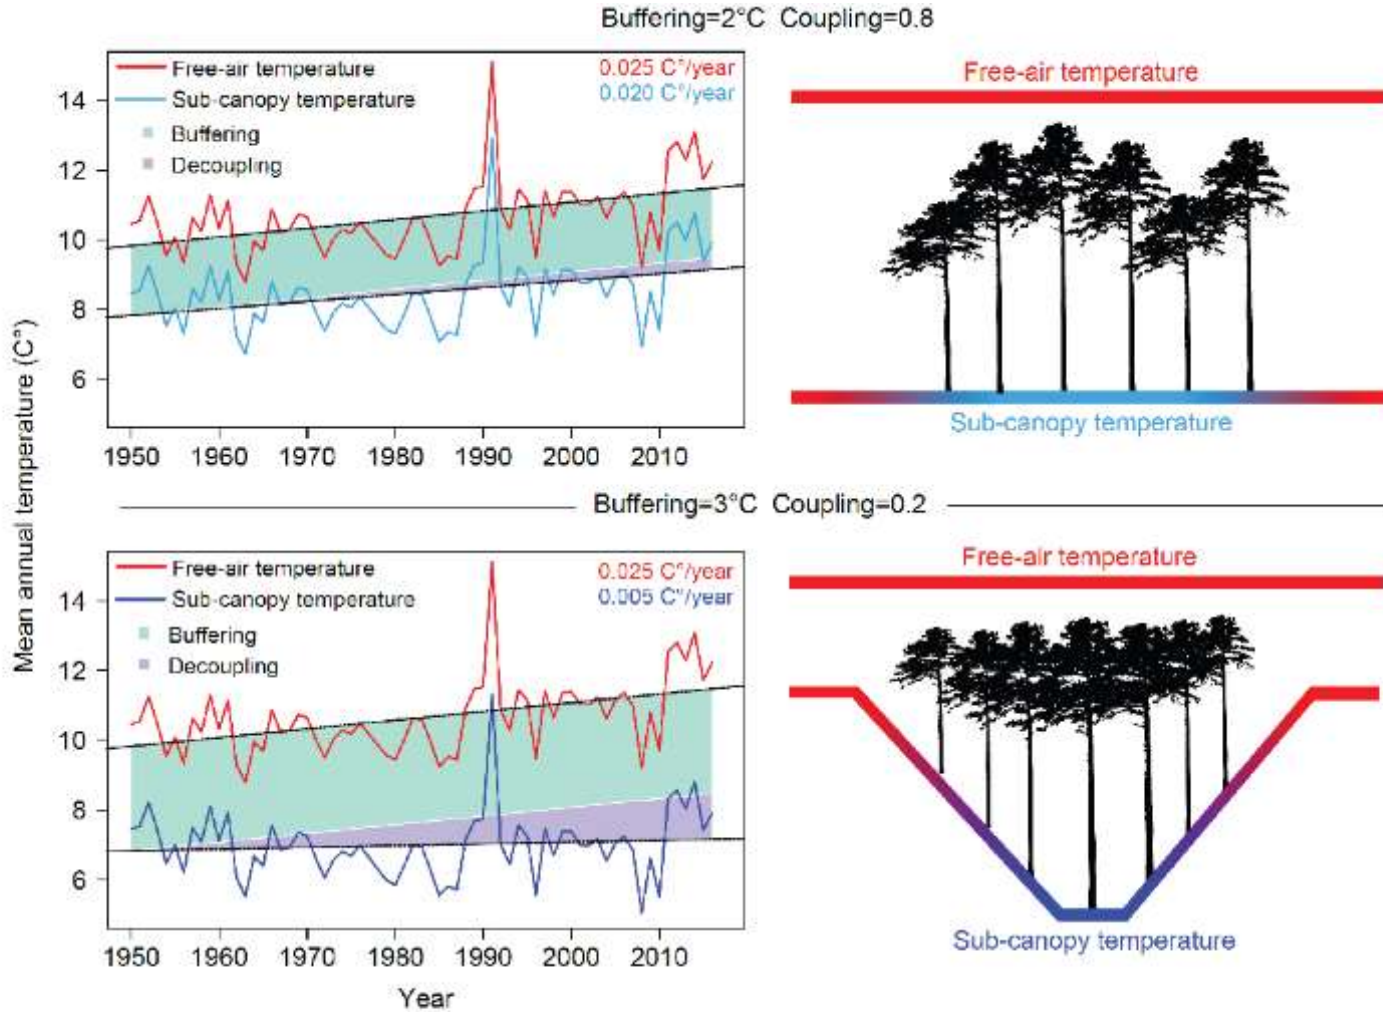 Buffering=2°C Coupling=0.8
Free-air temperature
Sub-canopy temperature
Buffering
Decoupling
0.025 C°/year
0.020 C°/year
14
12
10
8
6
1950 1960 1970 1980 1990 2000 2010
Free-air temperature
Sub-canopy temperature
Mean annual temperature (C°)
Buffering=3°C Coupling=0.2
Free-air temperature
Sub-canopy temperature
Buffering
Decoupling
0.025 C°/year
0.005 C°/year
14
12
10
8
6
1950 1960 1970 1980 1990 2000 2010
Year
Free-air temperature
Sub-canopy temperature